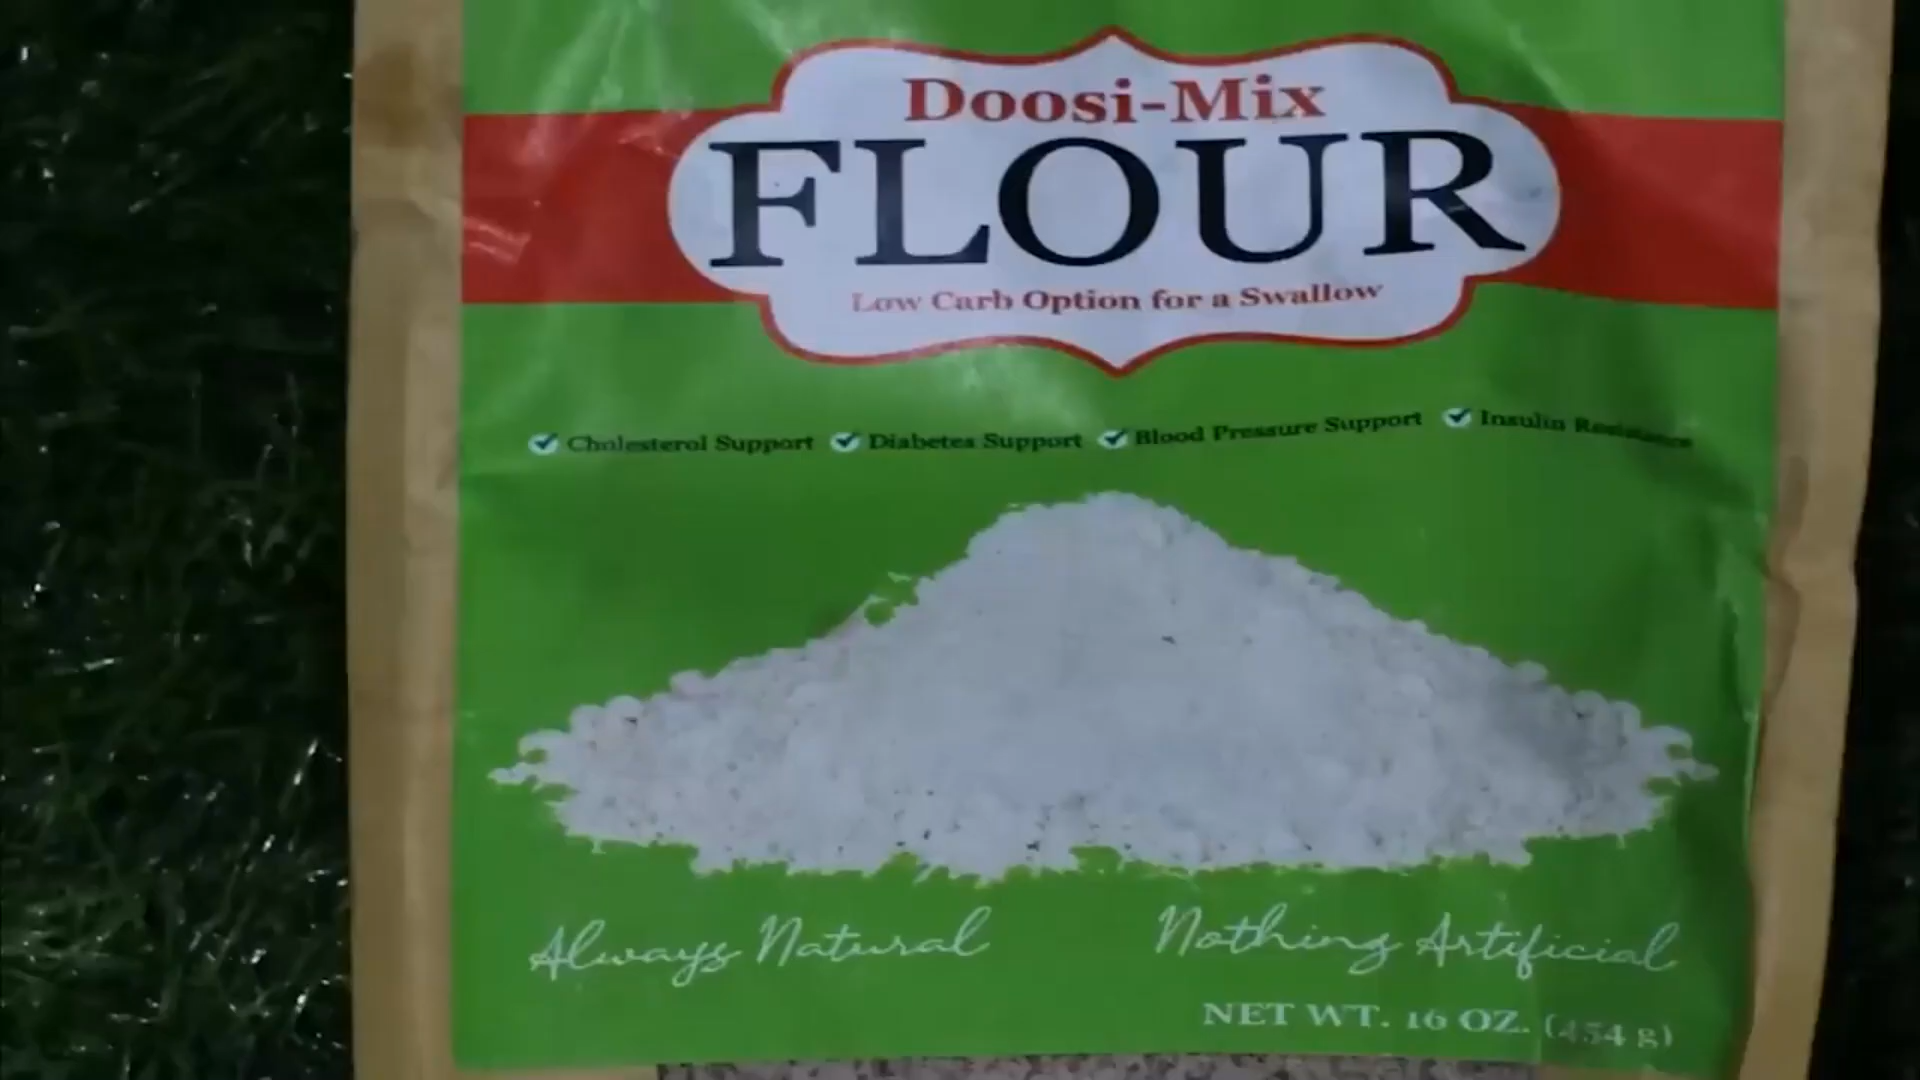 Doosi-Mix
FLOUR
Low Carb Option for a Swallow
Cholesterol Support Diabetes Support Blood Pressure Support Insulin Resistance
Always Natural Nothing Artificial
NET WT. 16 OZ. (454 g)